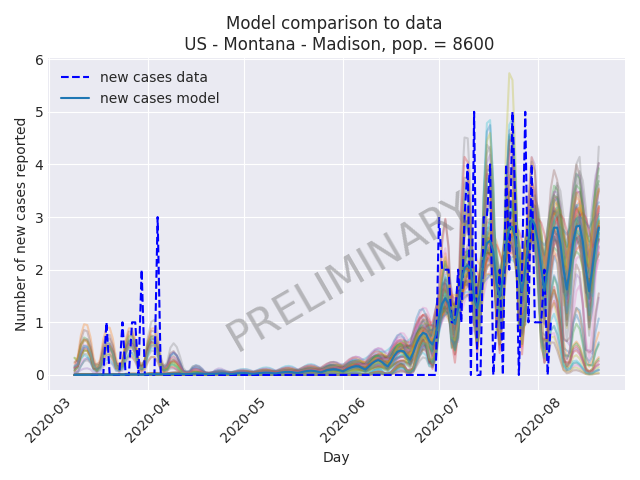 Model comparison to data
US - Montana - Madison, pop. = 8600
6
5
4
3
2
1
0
Number of new cases reported
new cases data
new cases model
PRELIMINARY
2020-03
2020-04
2020-05
2020-06
2020-07
2020-08
Day